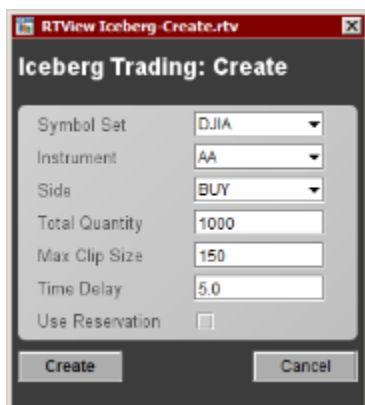 RTView Iceberg-Create.rtv
Iceberg Trading: Create
Symbol Set DJIA
Instrument AA
Side BUY
Total Quantity 1000
Max Clip Size 150
Time Delay 5.0
Use Reservation
Create Cancel